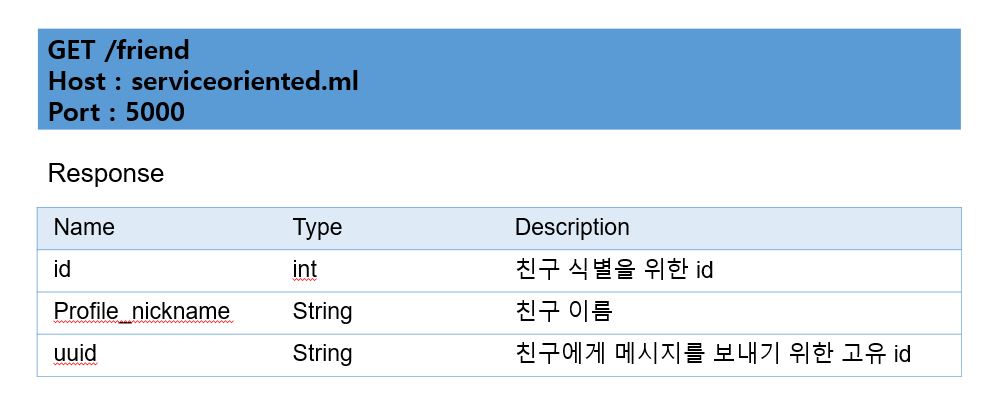 GET /friend
Host : serviceoriented.ml
Port : 5000
Response
Name Type Description
id int 친구 식별을 위한 id
Profile_nickname String 친구 이름
uuid String 친구에게 메시지를 보내기 위한 고유 id